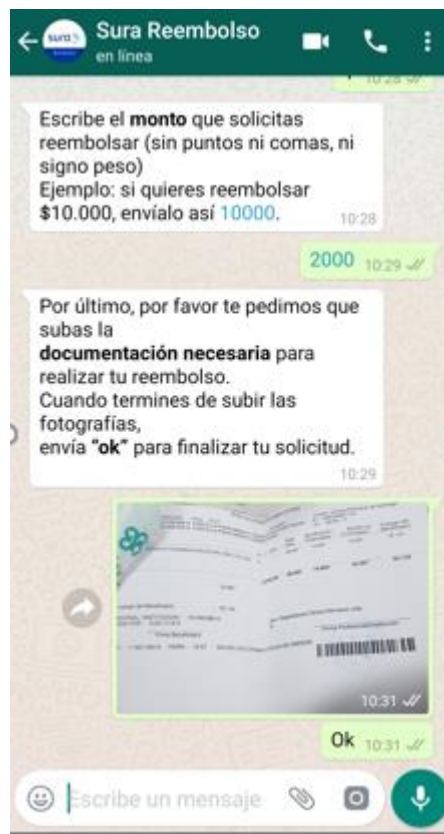 sura
Sura Reembolso
en línea
10:28
Escribe el monto que solicitas
reembolsar (sin puntos ni comas, ni
signo peso)
Ejemplo: si quieres reembolsar
$10.000, envíalo así 10000.
10:28
2000 10:29
Por último, por favor te pedimos que
subas la
documentación necesaria para
realizar tu reembolso.
Cuando termines de subir las
fotografías,
envía “ok” para finalizar tu solicitud.
10:29
10:31
Ok 10:31
Escribe un mensaje